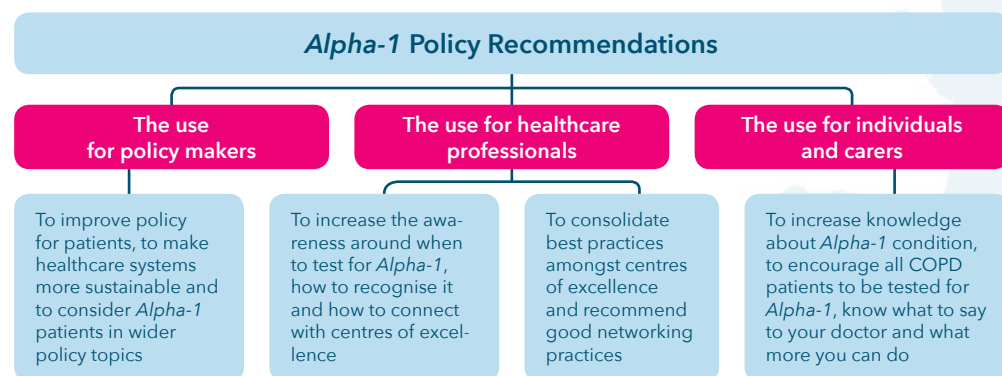 Alpha-1 Policy Recommendations
The use
for policy makers
The use for healthcare
professionals
The use for individuals
and carers
To improve policy
for patients, to make
healthcare systems
more sustainable and
to consider Alpha-1
patients in wider
policy topics
To increase the awa-
reness around when
to test for Alpha-1,
how to recognise it
and how to connect
with centres of excel-
lence
To consolidate
best practices
amongst centres
of excellence
and recommend
good networking
practices
To increase knowledge
about Alpha-1 condition,
to encourage all COPD
patients to be tested for
Alpha-1, know what to say
to your doctor and what
more you can do